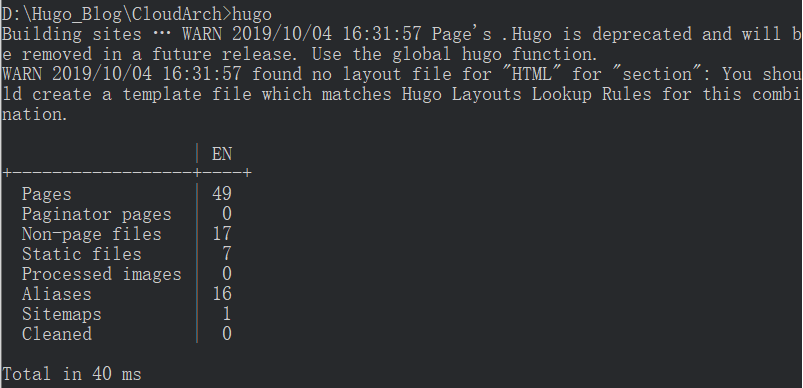 D:\Hugo_Blog\CloudArch>hugo
Building sites … WARN 2019/10/04 16:31:57 Page's .Hugo is deprecated and will b
e removed in a future release. Use the global hugo function.
WARN 2019/10/04 16:31:57 found no layout file for "HTML" for "section": You shou
ld create a template file which matches Hugo Layouts Lookup Rules for this combi
nation.
| EN
+------------------+----+
Pages | 49
Paginator pages | 0
Non-page files | 17
Static files | 7
Processed images | 0
Aliases | 16
Sitemaps | 1
Cleaned | 0
Total in 40 ms